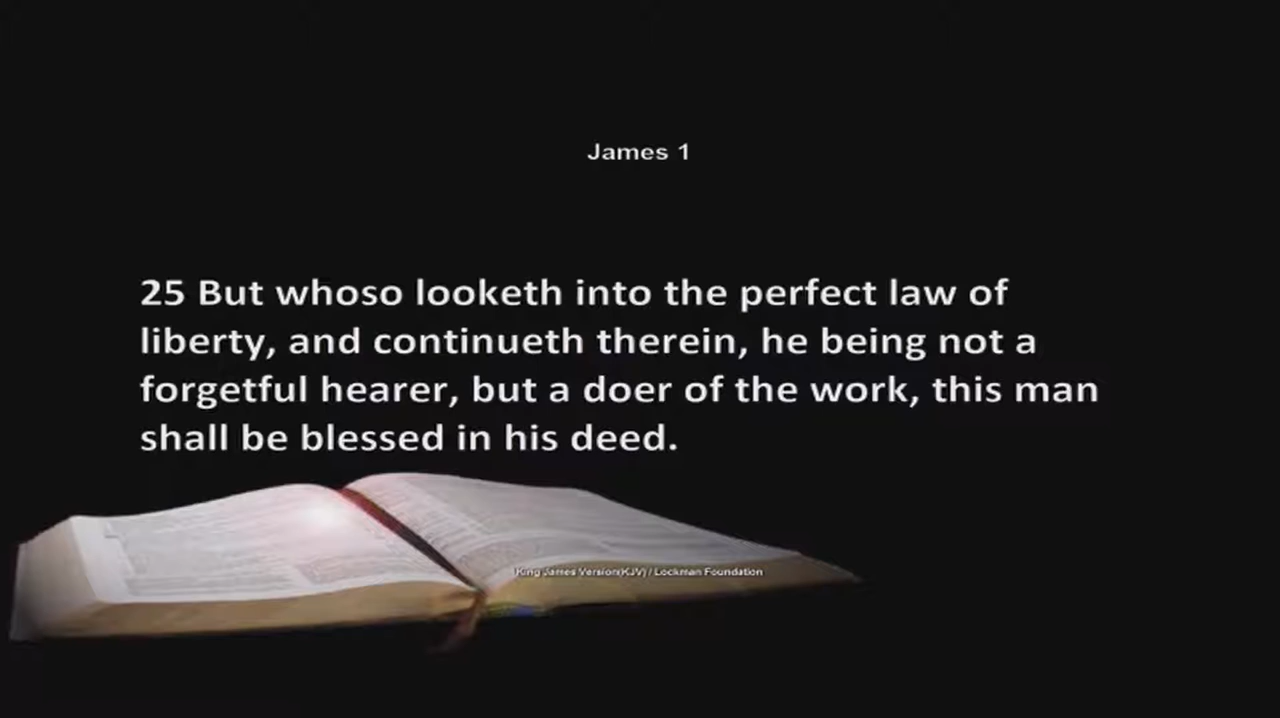 James 1
25 But whoso looketh into the perfect law of
liberty, and continueth therein, he being not a
forgetful hearer, but a doer of the work, this man
shall be blessed in his deed.
King James Version(KJV) / Lockman Foundation